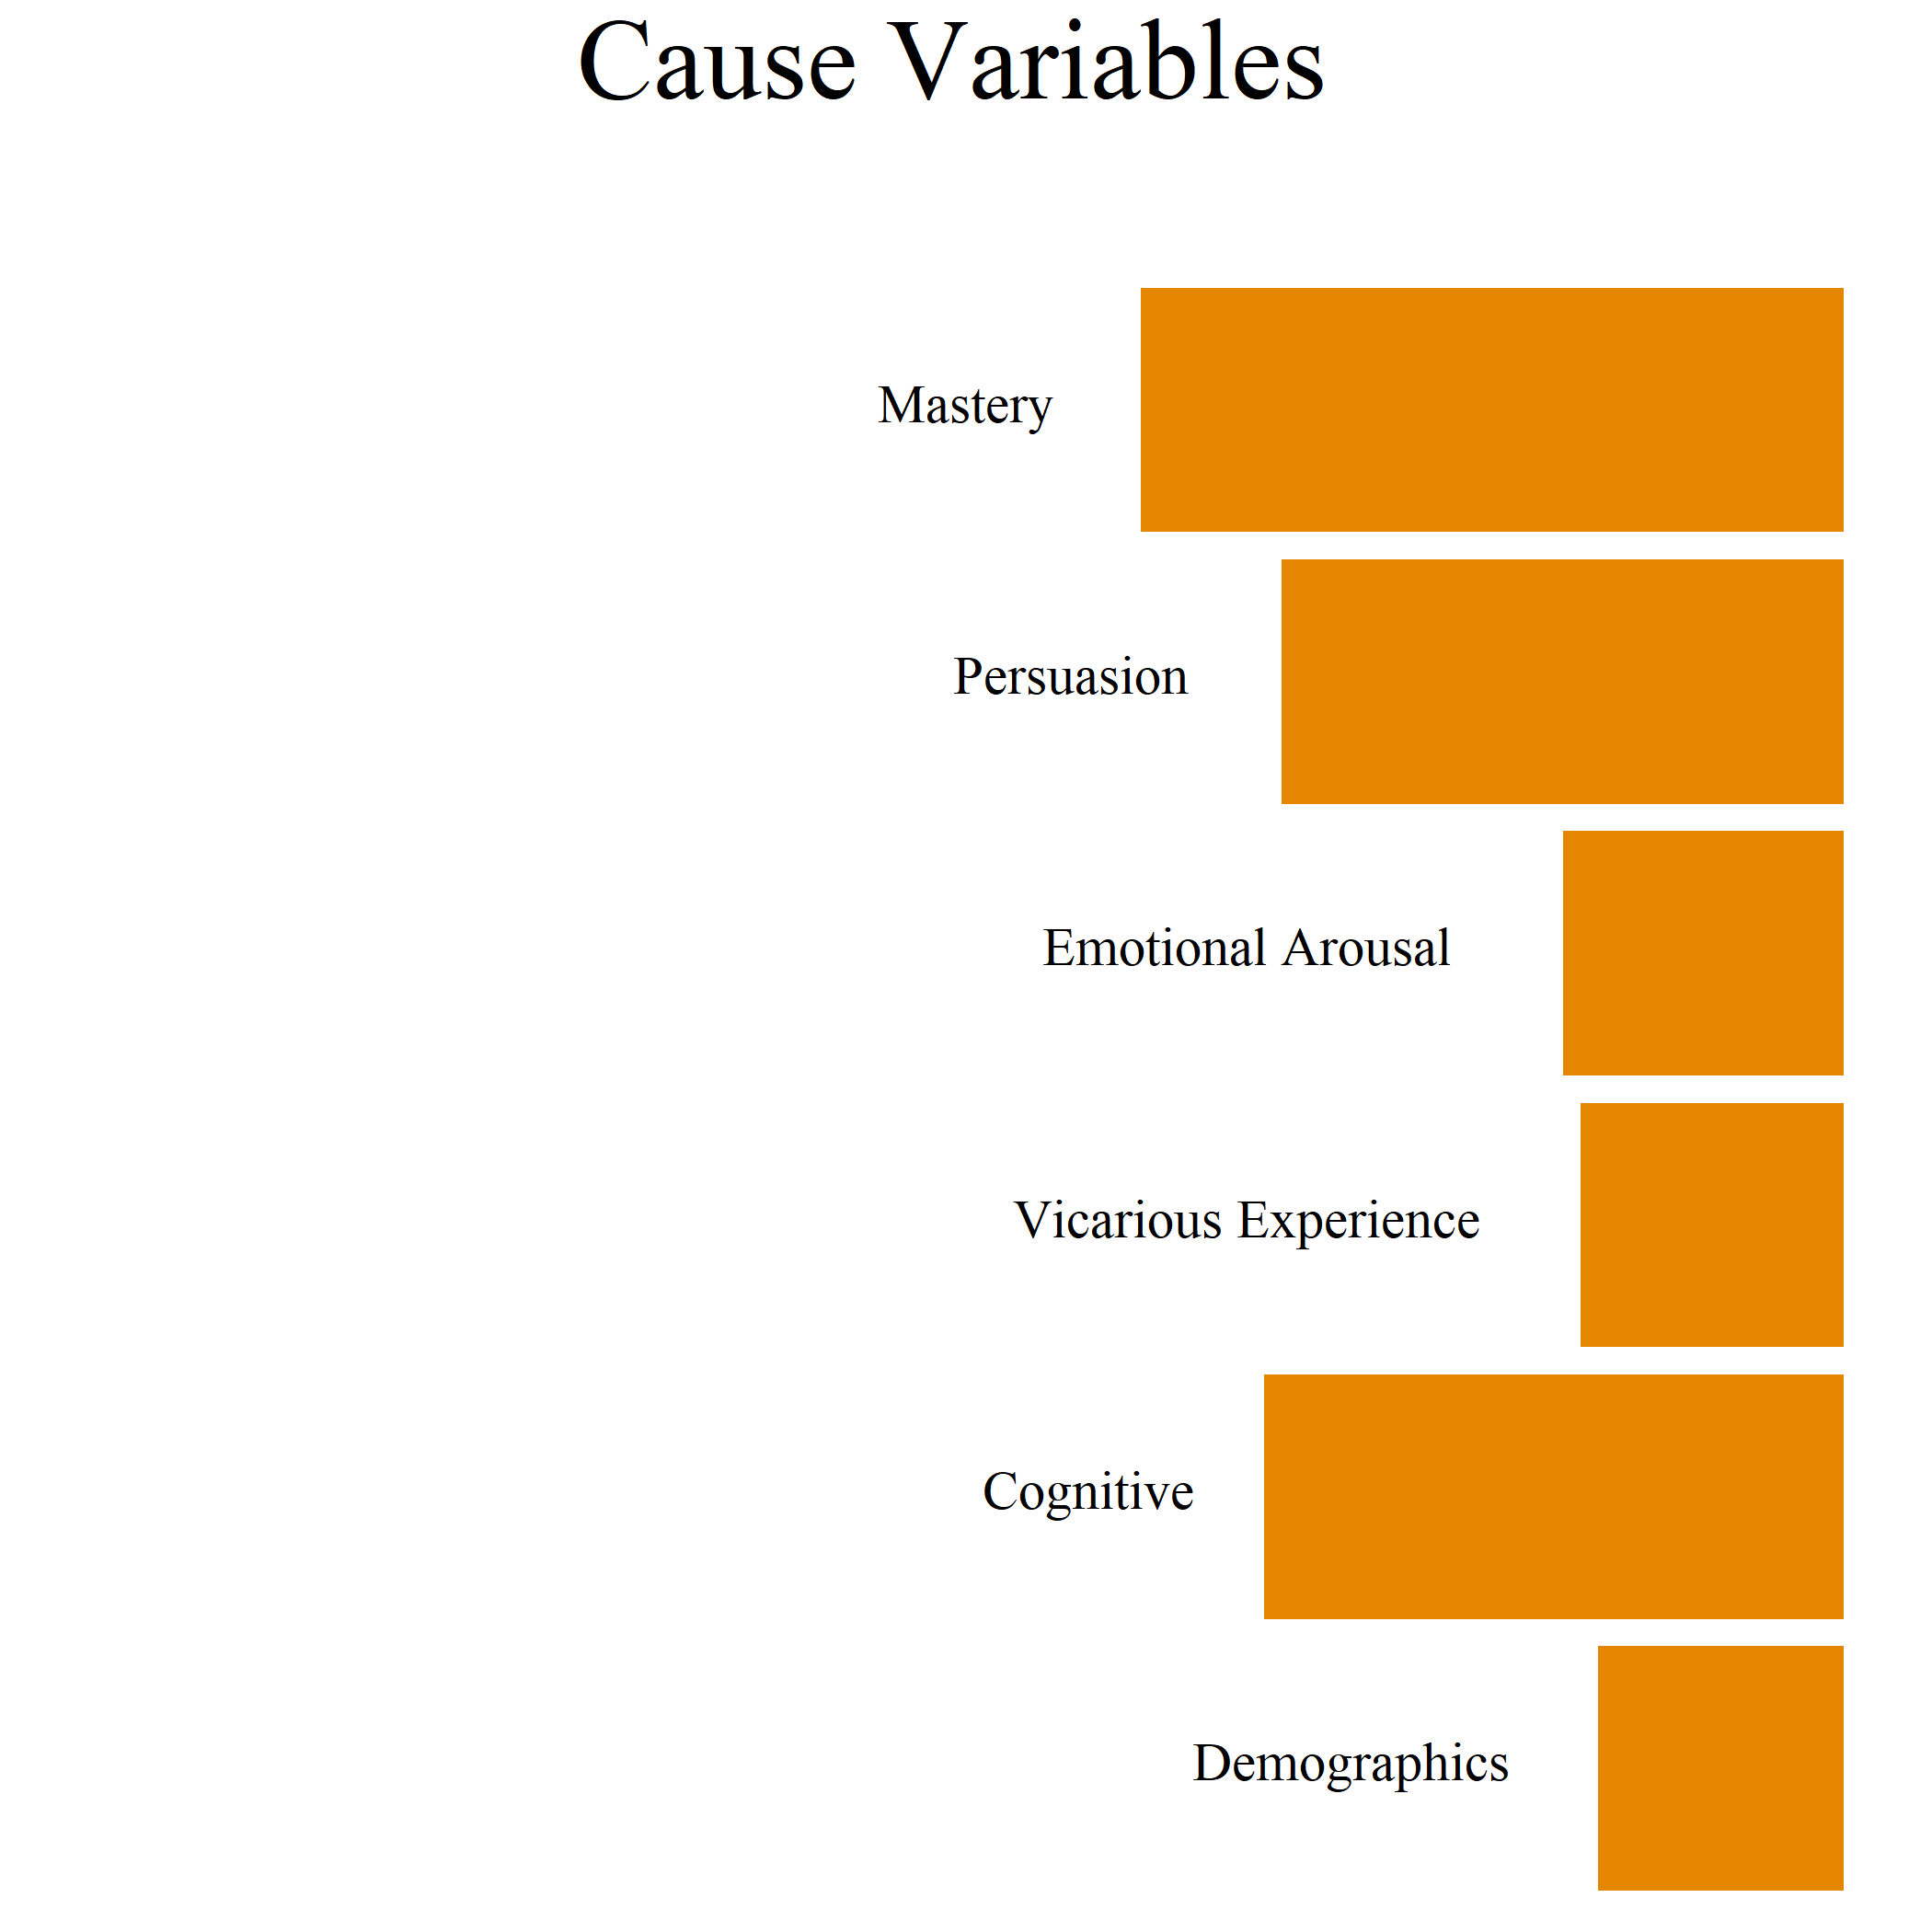 Cause Variables
Mastery
Persuasion
Emotional Arousal
Vicarious Experience
Cognitive
Demographics